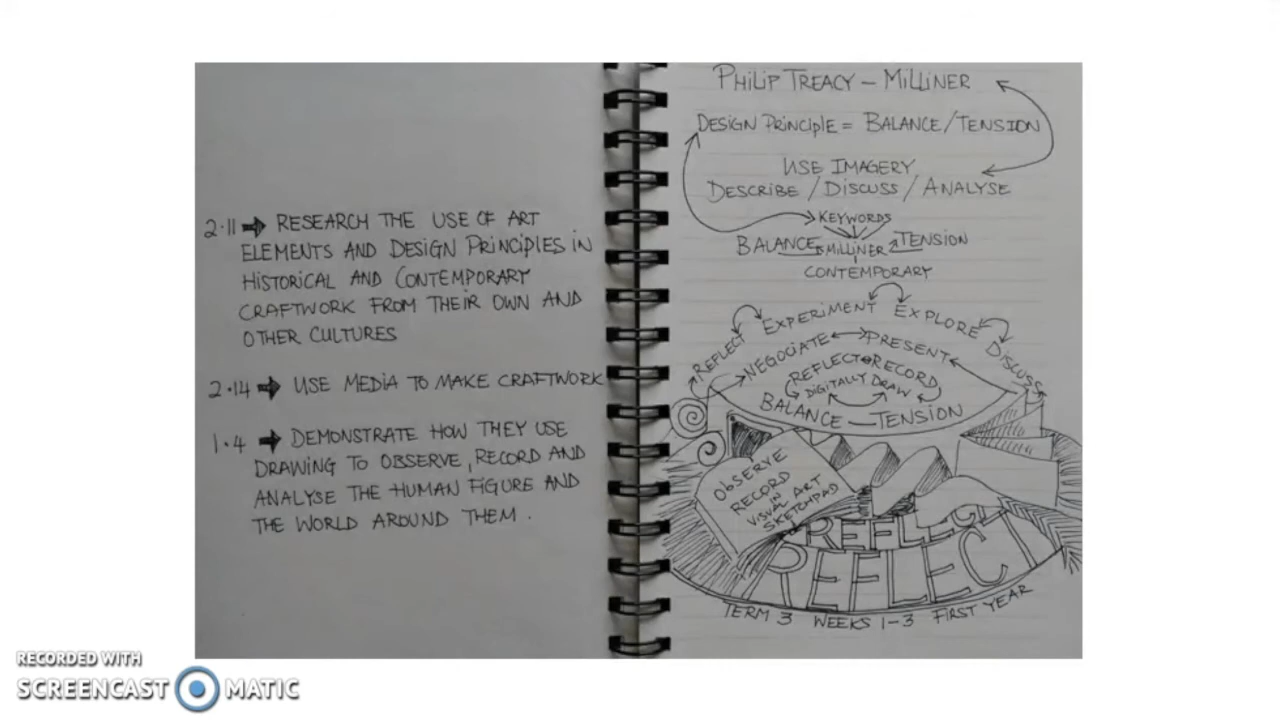 2.11 → RESEARCH THE USE OF ART
ELEMENTS AND DESIGN PRINCIPLES IN
HISTORICAL AND CONTEMPORARY
CRAFTWORK FROM THEIR OWN AND
OTHER CULTURES
2.14 → USE MEDIA TO MAKE CRAFTWORK
1.4 → DEMONSTRATE HOW THEY USE
DRAWING TO OBSERVE, RECORD AND
ANALYSE THE HUMAN FIGURE AND
THE WORLD AROUND THEM.
PHILIP TREACY – MILLINER
DESIGN PRINCIPLE = BALANCE/TENSION
USE IMAGERY
DESCRIBE / DISCUSS / ANALYSE
KEYWORDS
BALANCE MILLINER TENSION
CONTEMPORARY
REFLECT EXPERIMENT EXPLORE DISCUSS
NEGOCIATE PRESENT
REFLECT RECORD
DIGITALLY DRAW
BALANCE — TENSION
OBSERVE
RECORD
IN
VISUAL ART
SKETCHPAD
REFLECT
REFLECT
TERM 3 WEEKS 1-3 FIRST YEAR
RECORDED WITH
SCREENCAST MATIC